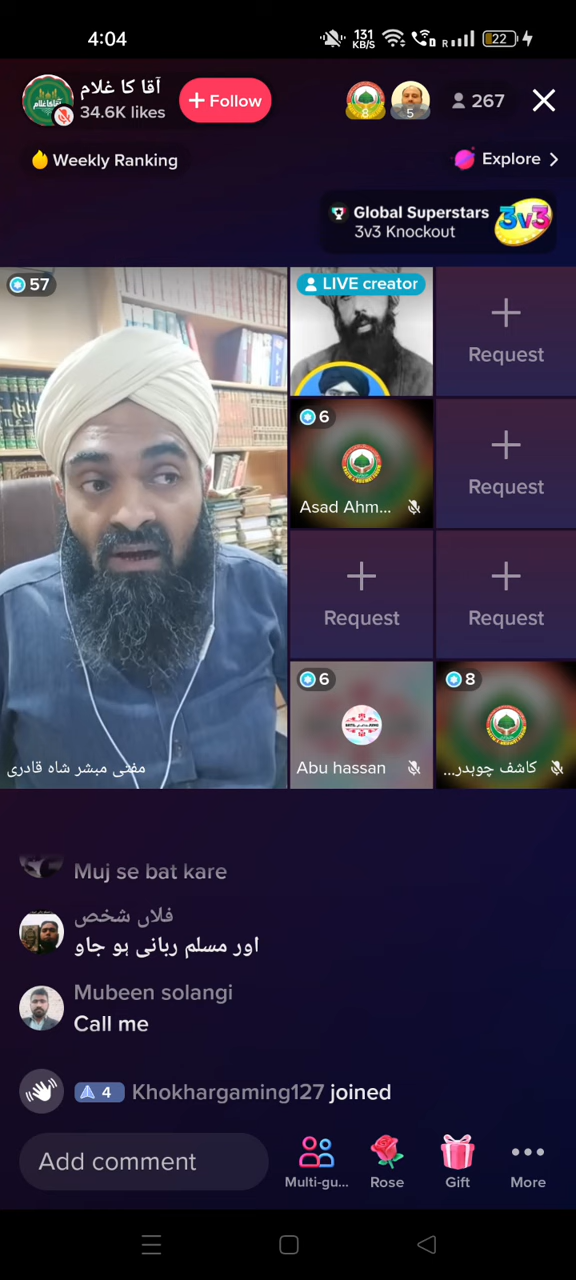 4:04
131
KB/S
R
22
آقا کا غلام
34.6K likes
+ Follow
8
5
267
Weekly Ranking
Explore
Global Superstars
3v3 Knockout
3v3
57
مفتی مبشر شاہ قادری
LIVE creator
Request
6
Asad Ahm...
Request
Request
Request
6
Abu hassan
8
کاشف چوہدر...
Muj se bat kare
فلاں شخص
اور مسلم ربانی ہو جاو
Mubeen solangi
Call me
4 Khokhargaming127 joined
Add comment
Multi-gu...
Rose
Gift
More